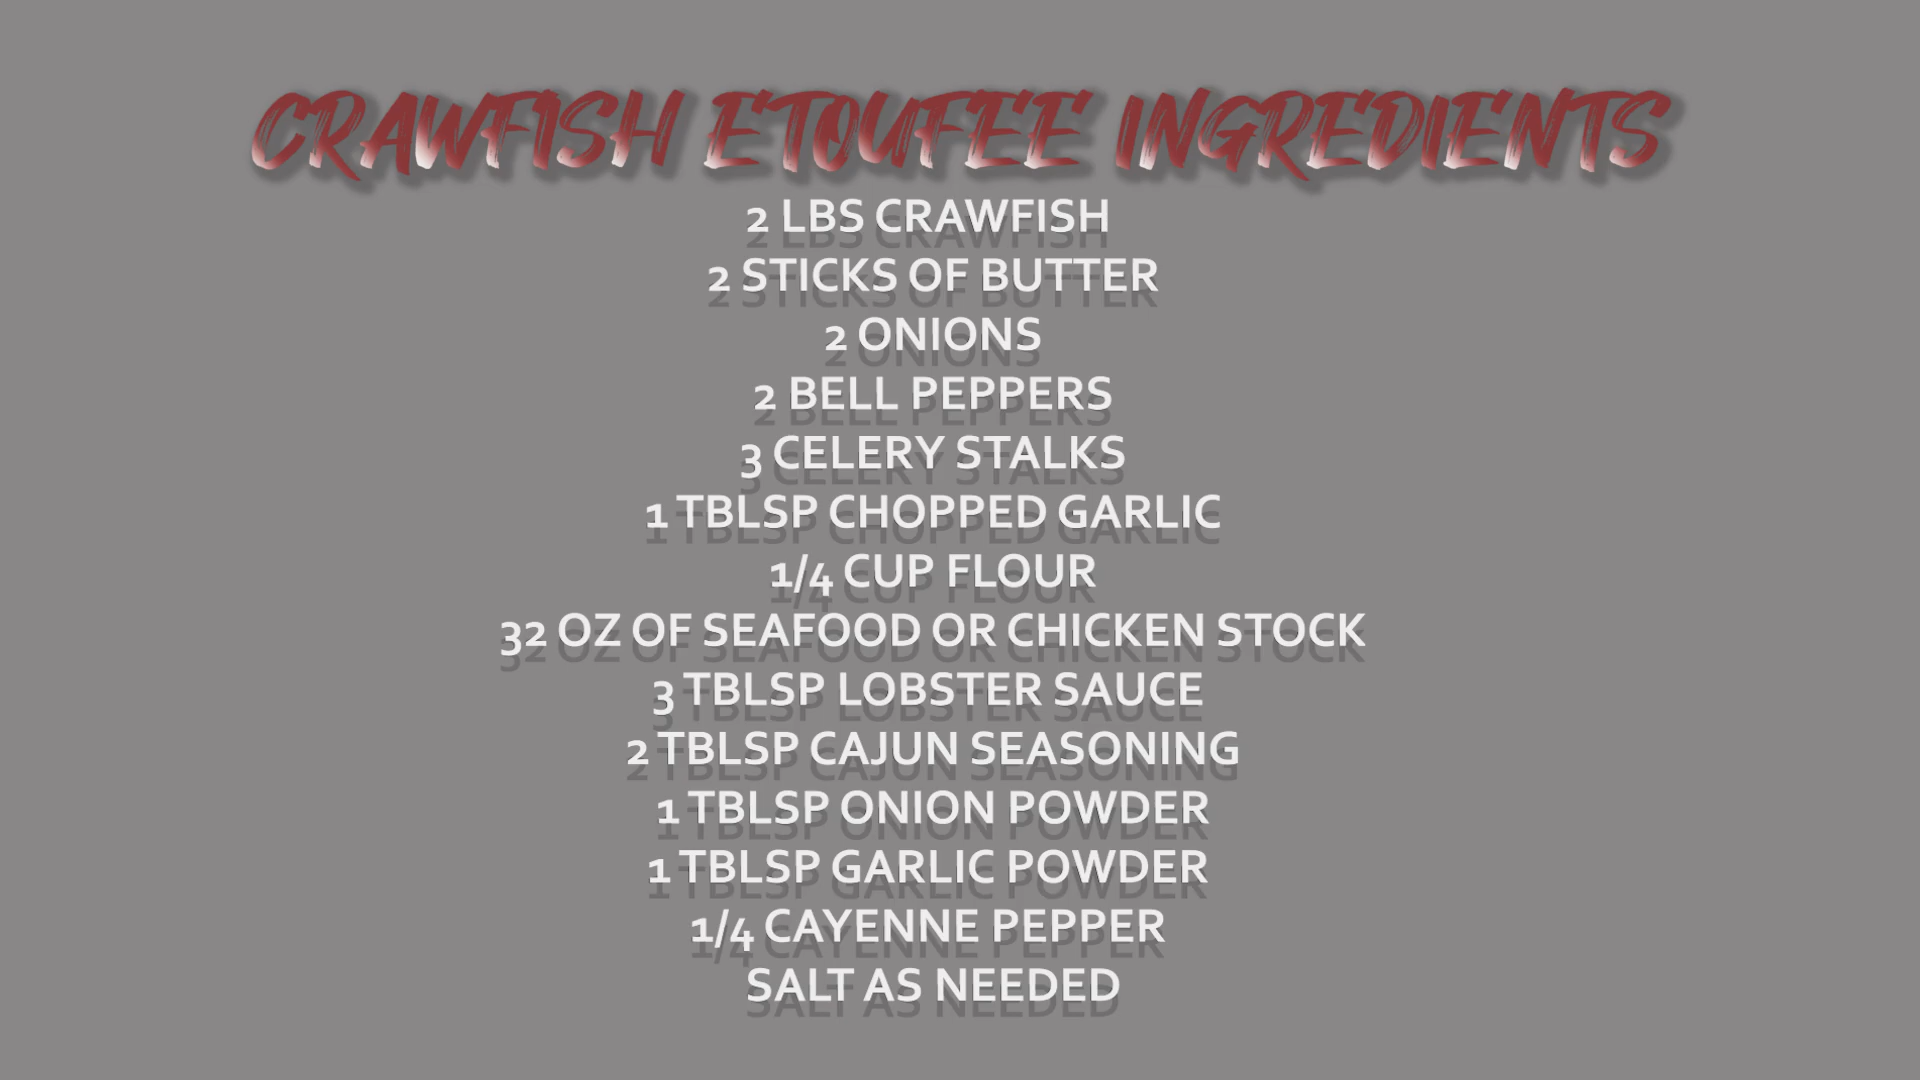 CRAWFISH ETOUFEE INGREDIENTS
2 LBS CRAWFISH
2 STICKS OF BUTTER
2 ONIONS
2 BELL PEPPERS
3 CELERY STALKS
1 TBLSP CHOPPED GARLIC
1/4 CUP FLOUR
32 OZ OF SEAFOOD OR CHICKEN STOCK
3 TBLSP LOBSTER SAUCE
2 TBLSP CAJUN SEASONING
1 TBLSP ONION POWDER
1 TBLSP GARLIC POWDER
1/4 CAYENNE PEPPER
SALT AS NEEDED